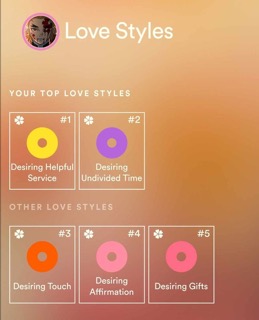 Love Styles
YOUR TOP LOVE STYLES
#1
#2
Desiring Helpful
Service
Desiring
Undivided Time
OTHER LOVE STYLES
#3
#4
#5
Desiring Touch
Desiring
Affirmation
Desiring Gifts